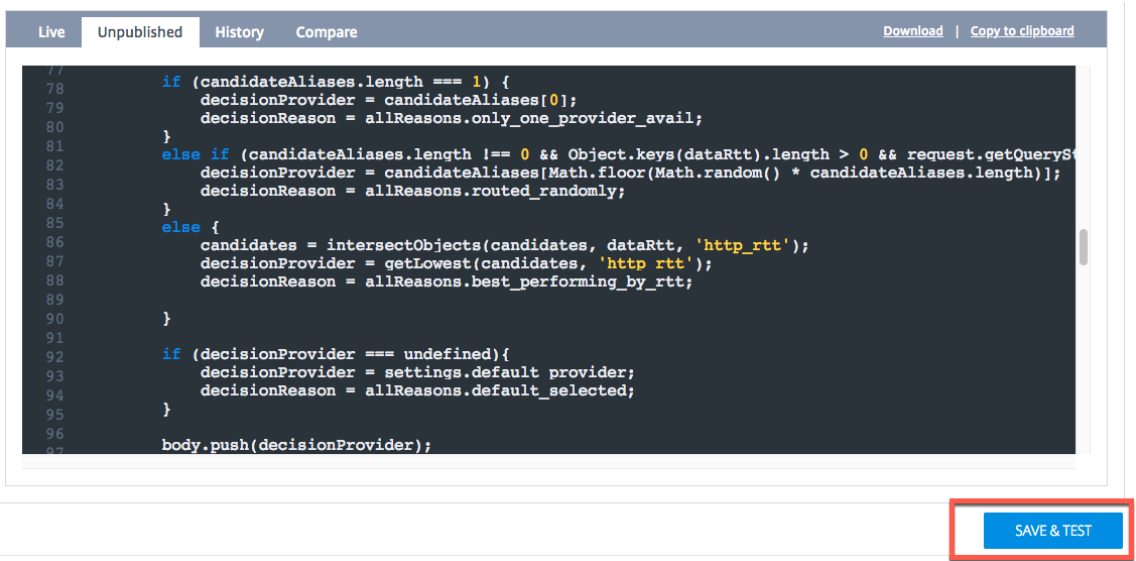 Live Unpublished History Compare Download | Copy to clipboard
77
78 if (candidateAliases.length === 1) {
79 decisionProvider = candidateAliases[0];
80 decisionReason = allReasons.only_one_provider_avail;
}
81 else if (candidateAliases.length !== 0 && Object.keys(dataRtt).length > 0 && request.getQuerySt
82 decisionProvider = candidateAliases[Math.floor(Math.random() * candidateAliases.length)];
83 decisionReason = allReasons.routed_randomly;
84 }
85 else {
86 candidates = intersectObjects(candidates, dataRtt, 'http_rtt');
87 decisionProvider = getLowest(candidates, 'http rtt');
88 decisionReason = allReasons.best_performing_by_rtt;
89
90 }
91
92 if (decisionProvider === undefined){
93 decisionProvider = settings.default provider;
94 decisionReason = allReasons.default_selected;
95 }
96
97 body.push(decisionProvider);
SAVE & TEST